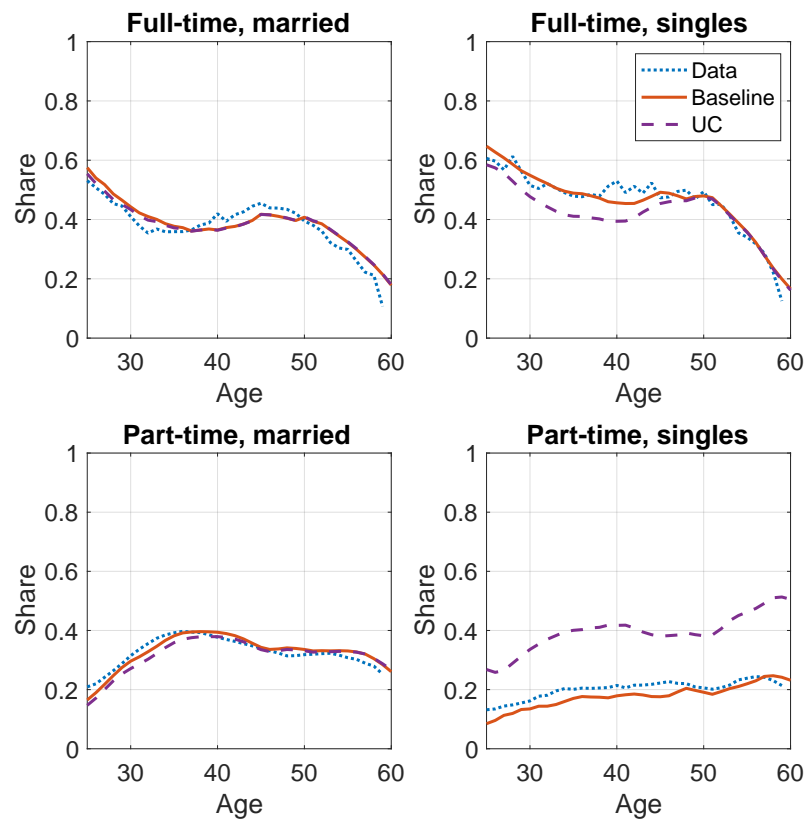 Full-time, married
1
0.8
0.6
0.4
0.2
0
Share
30 40 50 60
Age
Full-time, singles
1
0.8
0.6
0.4
0.2
0
Share
30 40 50 60
Age
Data
Baseline
UC
Part-time, married
1
0.8
0.6
0.4
0.2
0
Share
30 40 50 60
Age
Part-time, singles
1
0.8
0.6
0.4
0.2
0
Share
30 40 50 60
Age